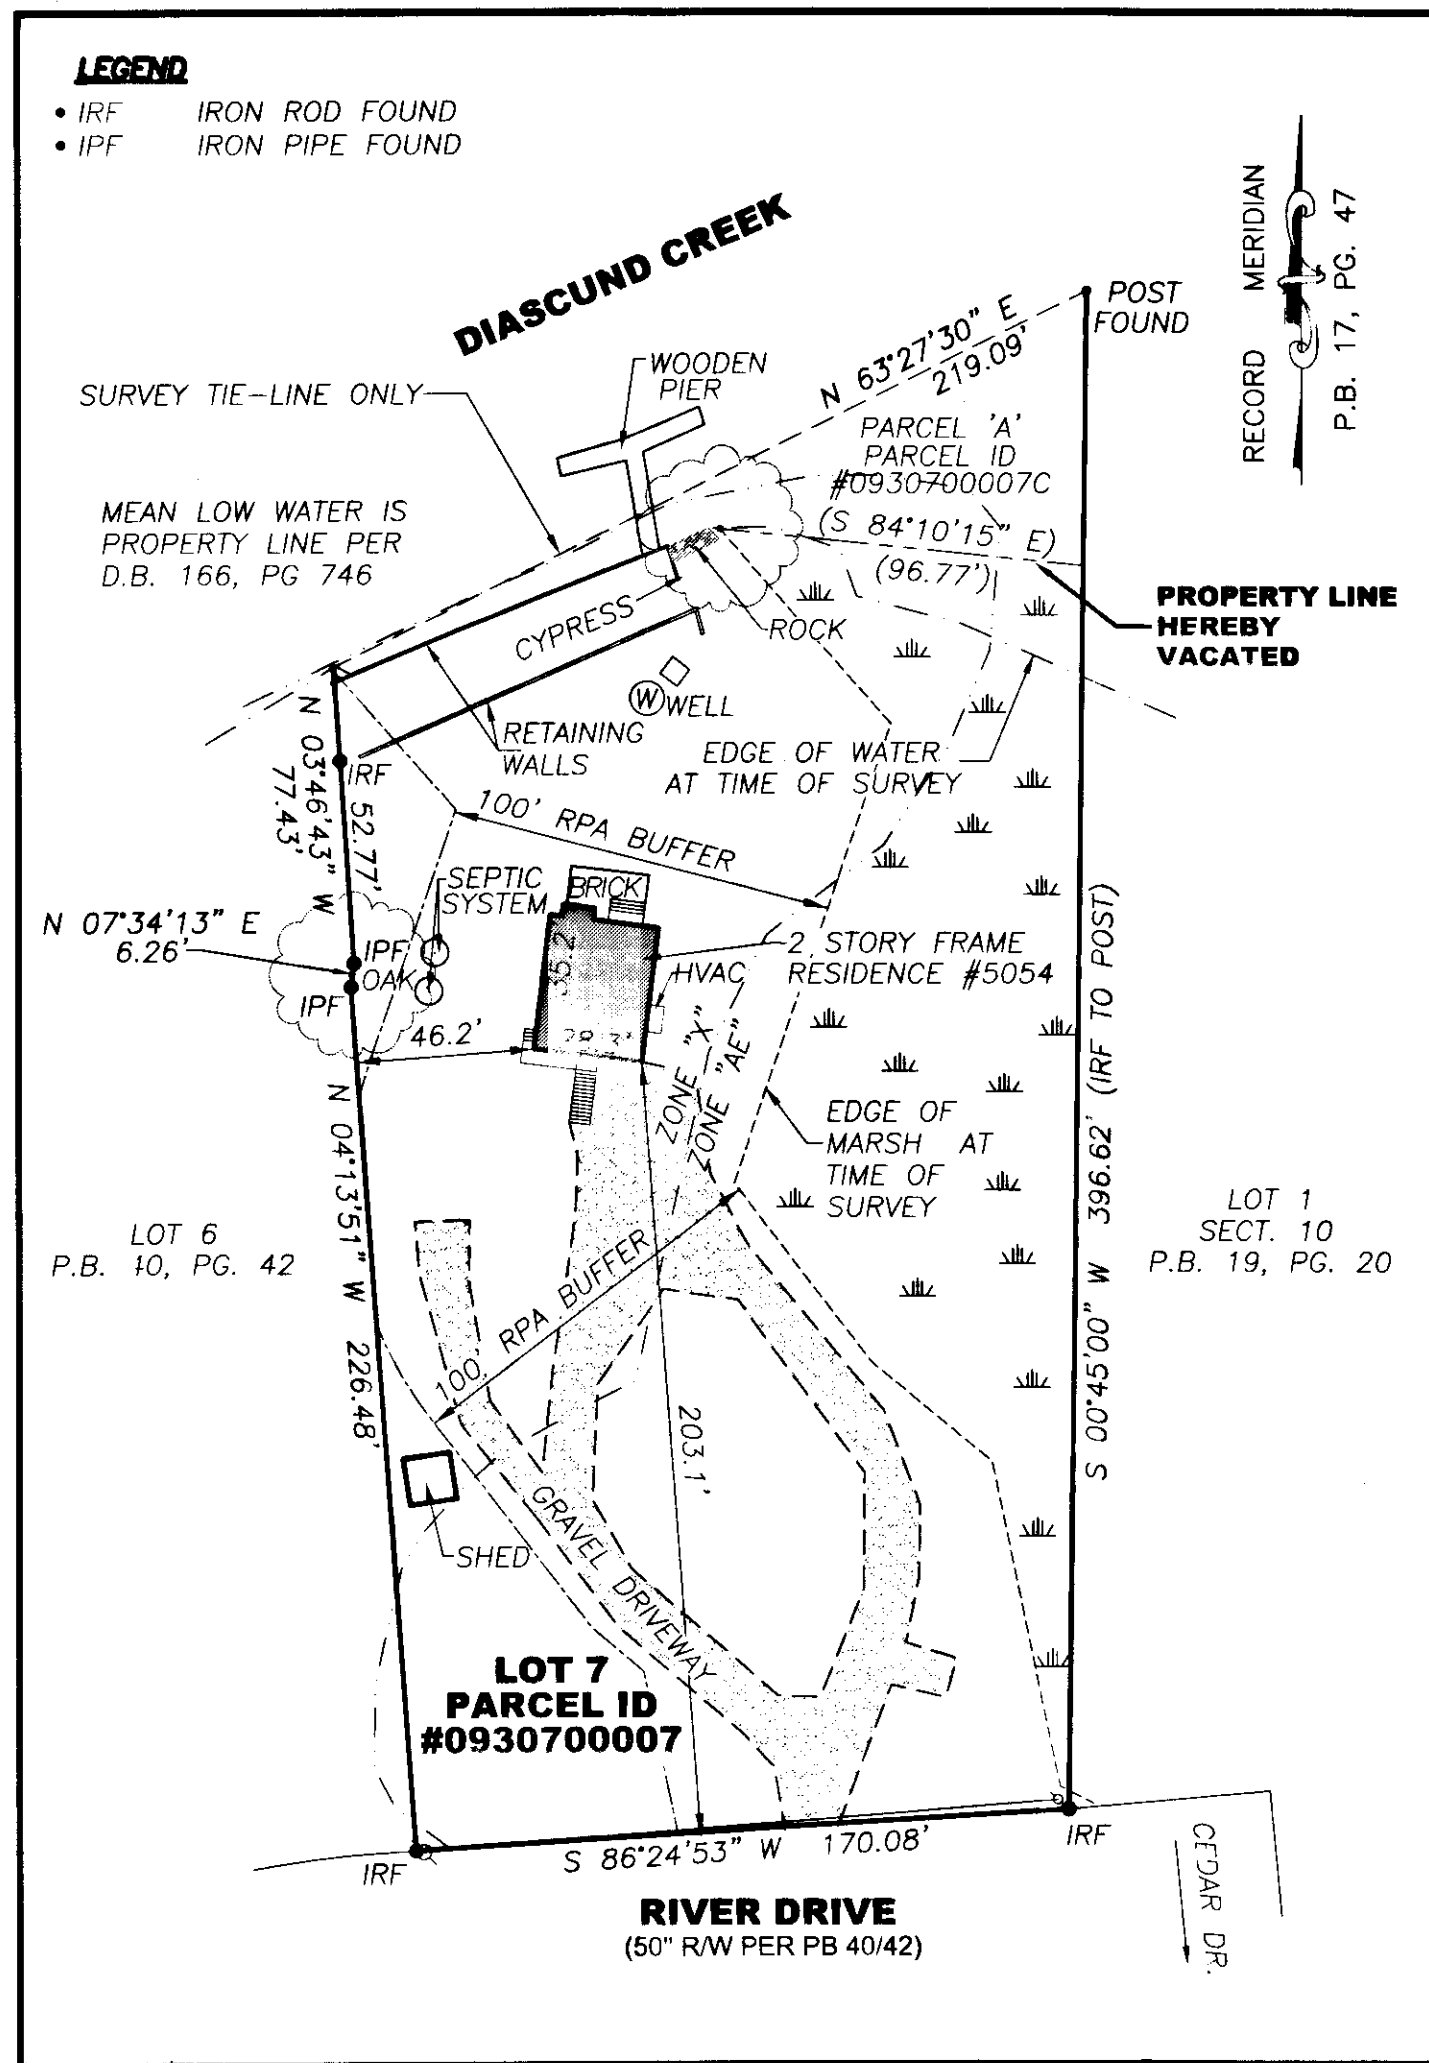 LEGEND
• IRF IRON ROD FOUND
• IPF IRON PIPE FOUND
RECORD MERIDIAN
P.B. 17, PG. 47
DIASCUND CREEK
POST
FOUND
N 63°27'30" E
219.09'
WOODEN
PIER
SURVEY TIE-LINE ONLY
PARCEL 'A'
PARCEL ID
#0930700007C
(S 84°10'15" E)
(96.77')
MEAN LOW WATER IS
PROPERTY LINE PER
D.B. 166, PG 746
PROPERTY LINE
HEREBY
VACATED
CYPRESS
ROCK
W WELL
RETAINING
WALLS
EDGE OF WATER
AT TIME OF SURVEY
N 03°46'43" W
77.43'
IRF
52.77'
100' RPA BUFFER
SEPTIC
SYSTEM
BRICK
N 07°34'13" E
6.26'
IPF
OAK
IPF
35.2
2 STORY FRAME
RESIDENCE #5054
HVAC
46.2'
ZONE "X"
ZONE "AE"
S 00°45'00" W 396.62' (IRF TO POST)
EDGE OF
MARSH AT
TIME OF
SURVEY
N 04°13'51" W 226.48'
LOT 6
P.B. 10, PG. 42
LOT 1
SECT. 10
P.B. 19, PG. 20
100' RPA BUFFER
203.1'
SHED
GRAVEL DRIVEWAY
LOT 7
PARCEL ID
#0930700007
IRF
S 86°24'53" W 170.08'
IRF
CEDAR DR.
RIVER DRIVE
(50" R/W PER PB 40/42)